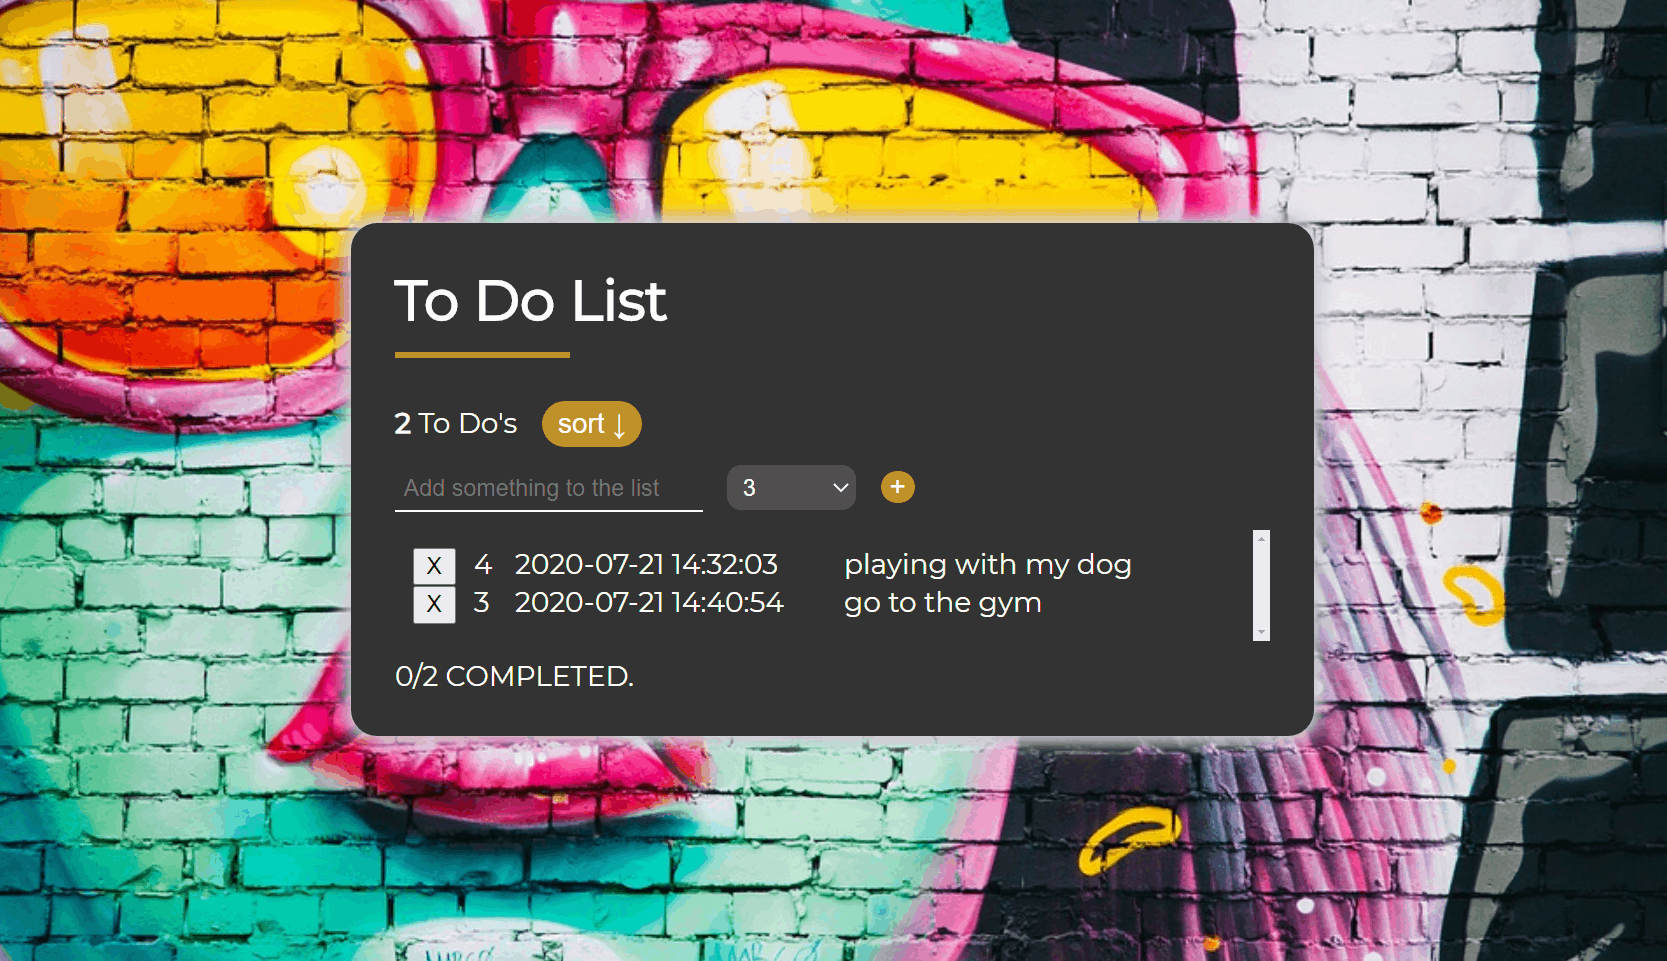 To Do List
2 To Do's sort ↓
Add something to the list 3 +
X 4 2020-07-21 14:32:03 playing with my dog
X 3 2020-07-21 14:40:54 go to the gym
0/2 COMPLETED.